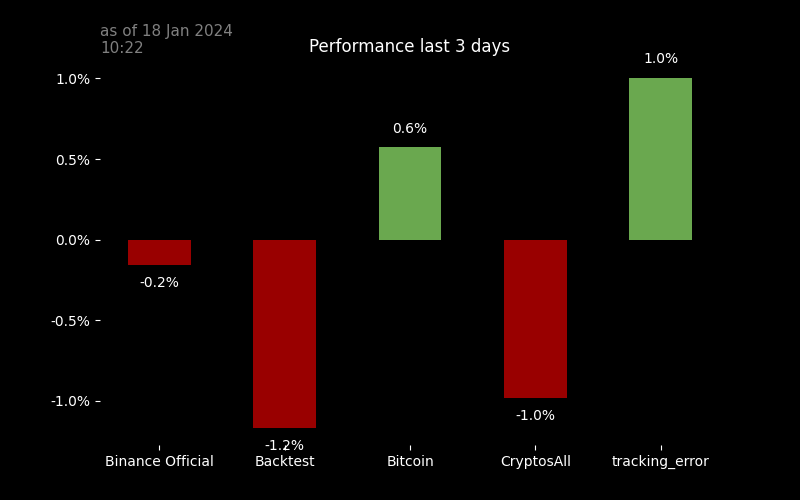 as of 18 Jan 2024
10:22
Performance last 3 days
1.0%
1.0%
0.6%
0.5%
0.0%
-0.2%
-0.5%
-1.0%
-1.0%
-1.2%
Binance Official
Backtest
Bitcoin
CryptosAll
tracking_error